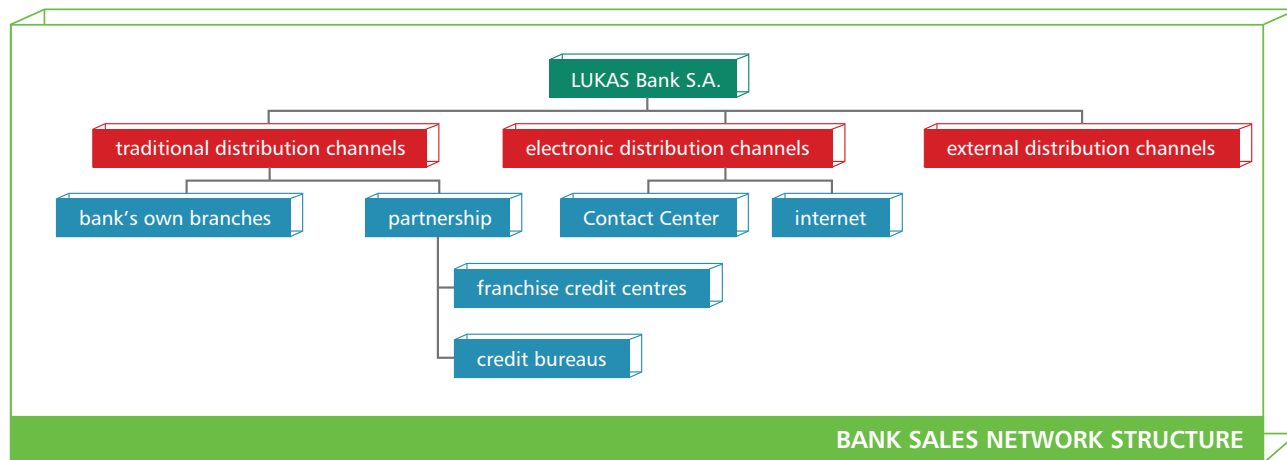 LUKAS Bank S.A.
traditional distribution channels
electronic distribution channels
external distribution channels
bank's own branches
partnership
Contact Center
internet
franchise credit centres
credit bureaus
BANK SALES NETWORK STRUCTURE